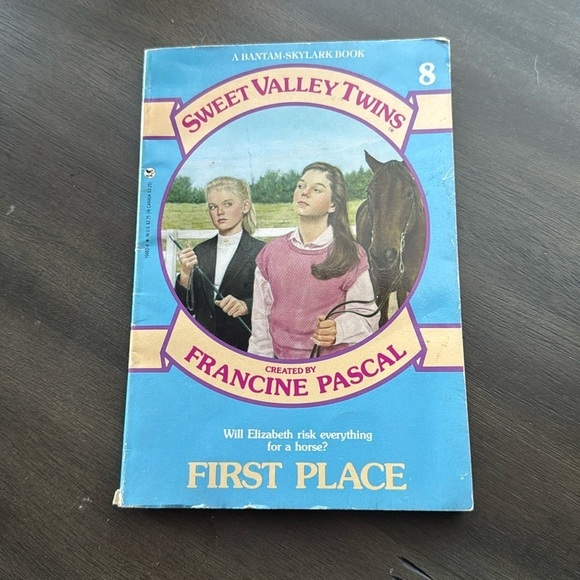 A BANTAM-SKYLARK BOOK
8
SWEET VALLEY TWINS
TM
CREATED BY
FRANCINE PASCAL
Will Elizabeth risk everything
for a horse?
FIRST PLACE